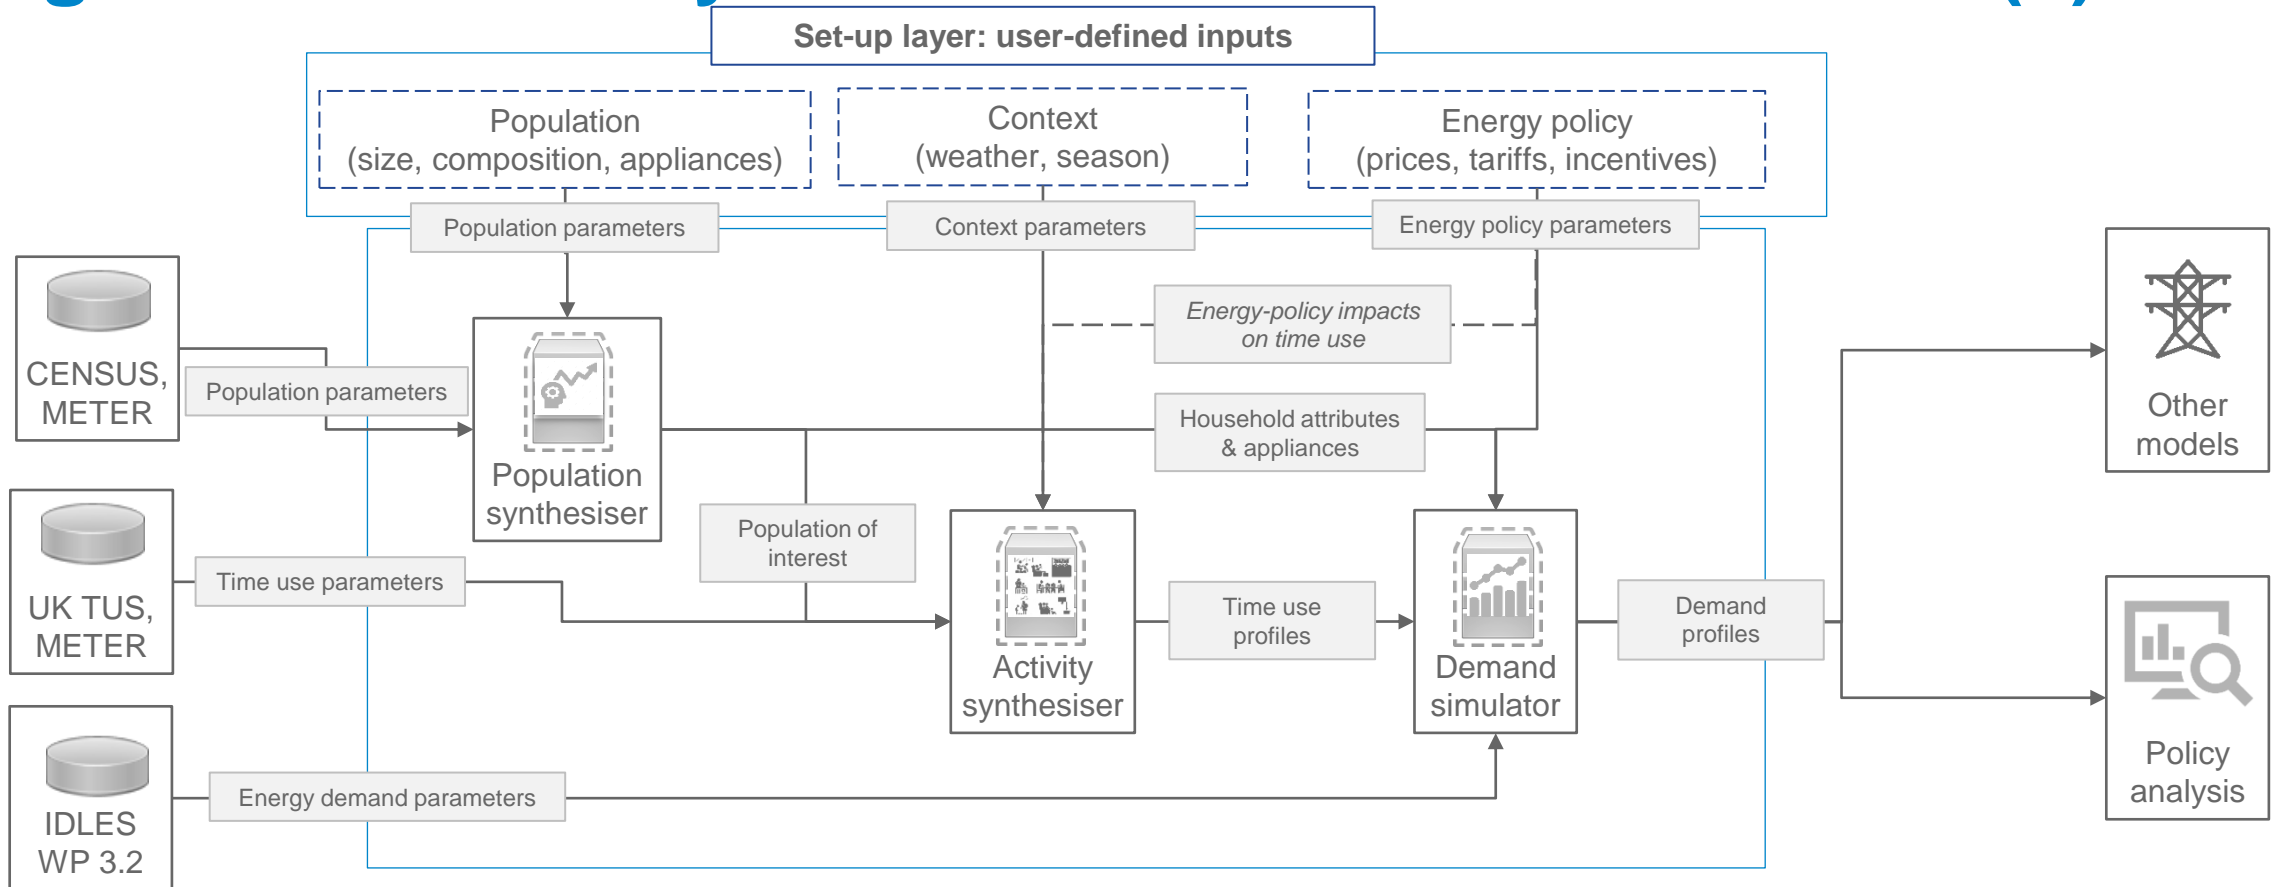 Set-up layer: user-defined inputs
Population
(size, composition, appliances)
Context
(weather, season)
Energy policy
(prices, tariffs, incentives)
Population parameters
Context parameters
Energy policy parameters
CENSUS,
METER
Population parameters
Population
synthesiser
Energy-policy impacts
on time use
Household attributes
& appliances
Other
models
UK TUS,
METER
Time use parameters
Population of
interest
Activity
synthesiser
Time use
profiles
Demand
simulator
Demand
profiles
Policy
analysis
IDLES
WP 3.2
Energy demand parameters